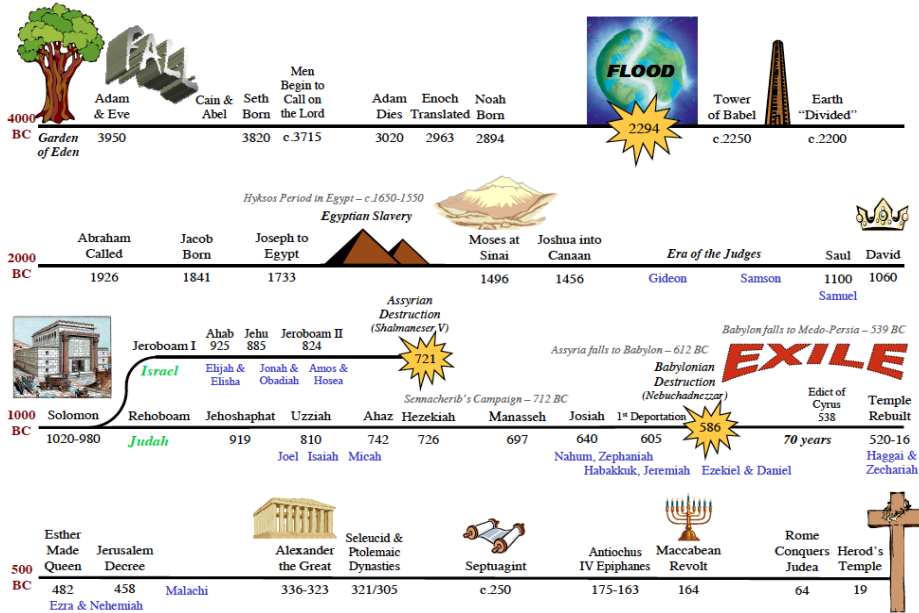 FALL
FLOOD
Men
Begin to
Call on
the Lord
Adam
& Eve
Cain &
Abel
Seth
Born
Adam
Dies
Enoch
Translated
Noah
Born
Tower
of Babel
Earth
“Divided”
4000
BC
Garden
of Eden
3950
3820
c.3715
3020
2963
2894
2294
c.2250
c.2200
Hyksos Period in Egypt – c.1650-1550
Egyptian Slavery
Abraham
Called
Jacob
Born
Joseph to
Egypt
Moses at
Sinai
Joshua into
Canaan
Era of the Judges
Saul
David
2000
BC
1926
1841
1733
1496
1456
Gideon
Samson
1100
1060
Samuel
Assyrian
Destruction
(Shalmaneser V)
Jeroboam I
Ahab
925
Jehu
885
Jeroboam II
824
721
Israel
Elijah &
Elisha
Jonah &
Obadiah
Amos &
Hosea
Babylon falls to Medo-Persia – 539 BC
Assyria falls to Babylon – 612 BC
EXILE
Babylonian
Destruction
(Nebuchadnezzar)
Sennacherib’s Campaign – 712 BC
Edict of
Cyrus
538
Temple
Rebuilt
1000
BC
Solomon
Rehoboam
Jehoshaphat
Uzziah
Ahaz
Hezekiah
Manasseh
Josiah
1st Deportation
586
1020-980
Judah
919
810
742
726
697
640
605
70 years
520-16
Joel
Isaiah
Micah
Nahum, Zephaniah
Habakkuk, Jeremiah
Ezekiel & Daniel
Haggai &
Zechariah
Esther
Made
Queen
Jerusalem
Decree
Alexander
the Great
Seleucid &
Ptolemaic
Dynasties
Septuagint
Antiochus
IV Epiphanes
Maccabean
Revolt
Rome
Conquers
Judea
Herod’s
Temple
500
BC
482
458
Malachi
336-323
321/305
c.250
175-163
164
64
19
Ezra & Nehemiah